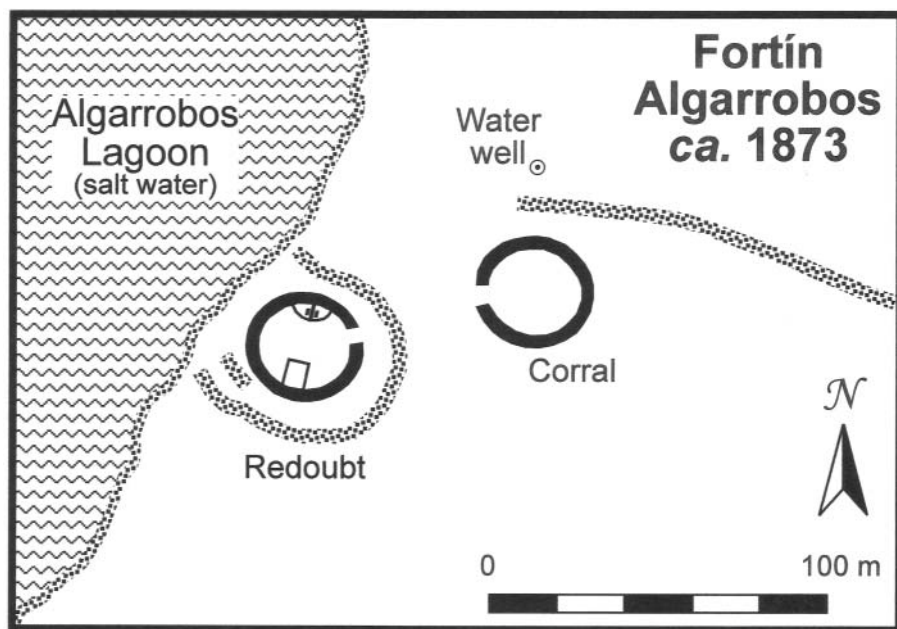 Fortín
Algarrobos
ca. 1873
Algarrobos
Lagoon
(salt water)
Water
well
Corral
Redoubt
N
0 100 m